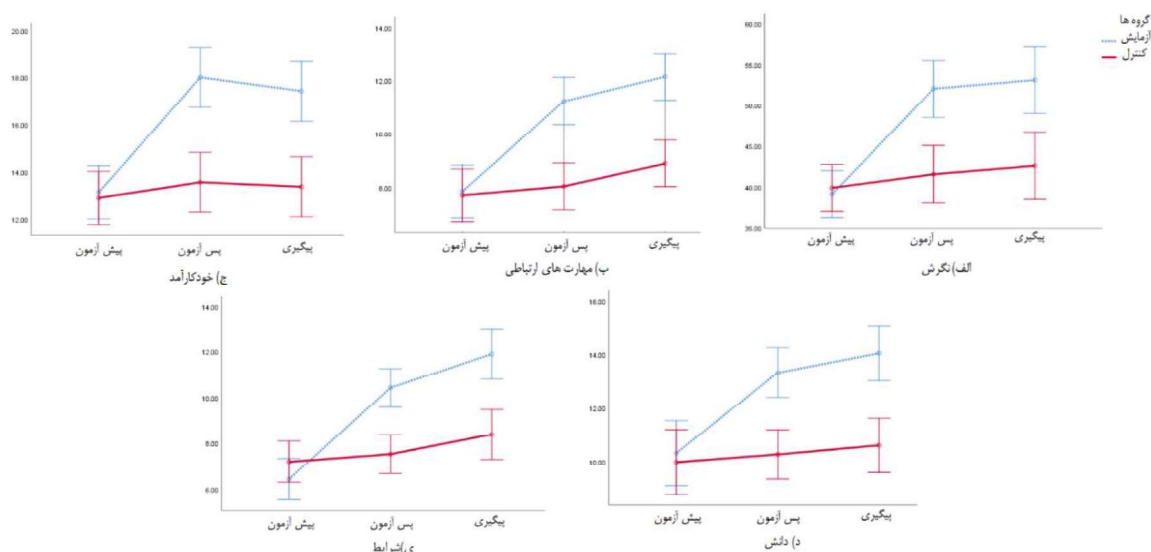 گروه ها
آزمایش
کنترل
60.00
55.00
50.00
45.00
40.00
35.00
پیش آزمون
پس آزمون
پیگیری
الف) نگرش
14.00
12.00
10.00
8.00
پیش آزمون
پس آزمون
پیگیری
ب) مهارت های ارتباطی
20.00
18.00
16.00
14.00
12.00
پیش آزمون
پس آزمون
پیگیری
ج) خودکارآمد
16.00
14.00
12.00
10.00
پیش آزمون
پس آزمون
پیگیری
د) دانش
14.00
12.00
10.00
8.00
6.00
پیش آزمون
پس آزمون
پیگیری
ی) شرایط